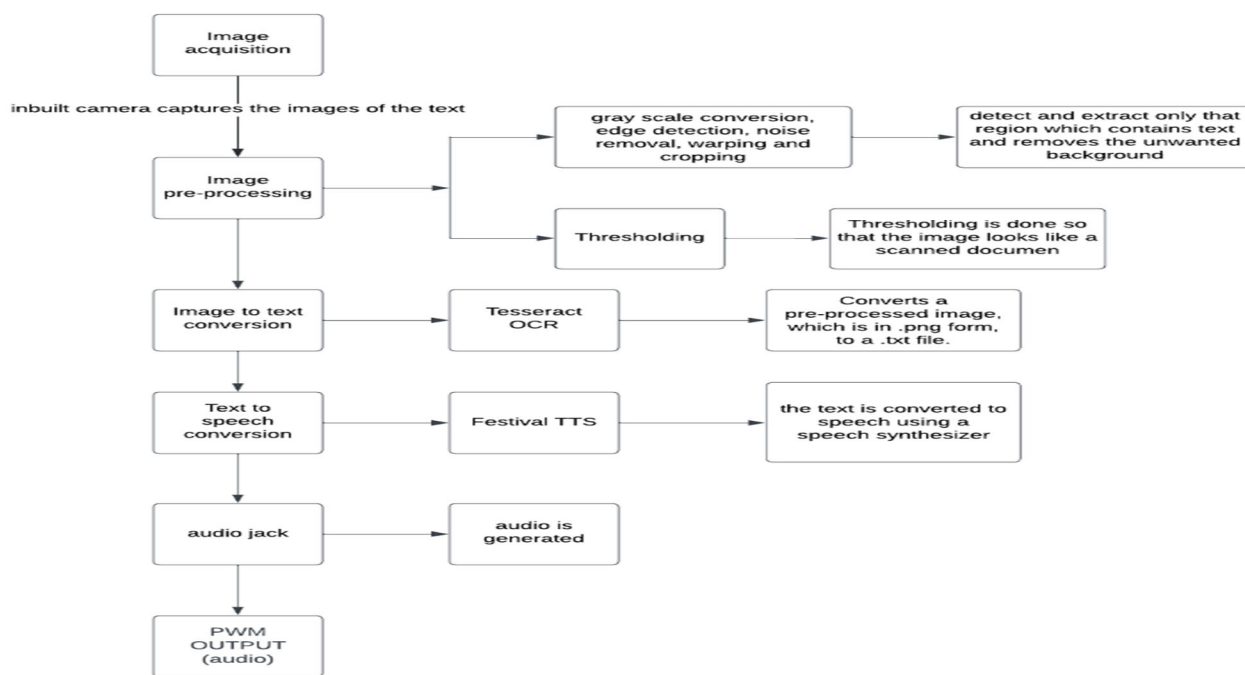 Image
acquisition
inbuilt camera captures the images of the text
Image
pre-processing
gray scale conversion,
edge detection, noise
removal, warping and
cropping
detect and extract only that
region which contains text
and removes the unwanted
background
Thresholding
Thresholding is done so
that the image looks like a
scanned documen
Image to text
conversion
Tesseract
OCR
Converts a
pre-processed image,
which is in .png form,
to a .txt file.
Text to
speech
conversion
Festival TTS
the text is converted to
speech using a
speech synthesizer
audio jack
audio is
generated
PWM
OUTPUT
(audio)